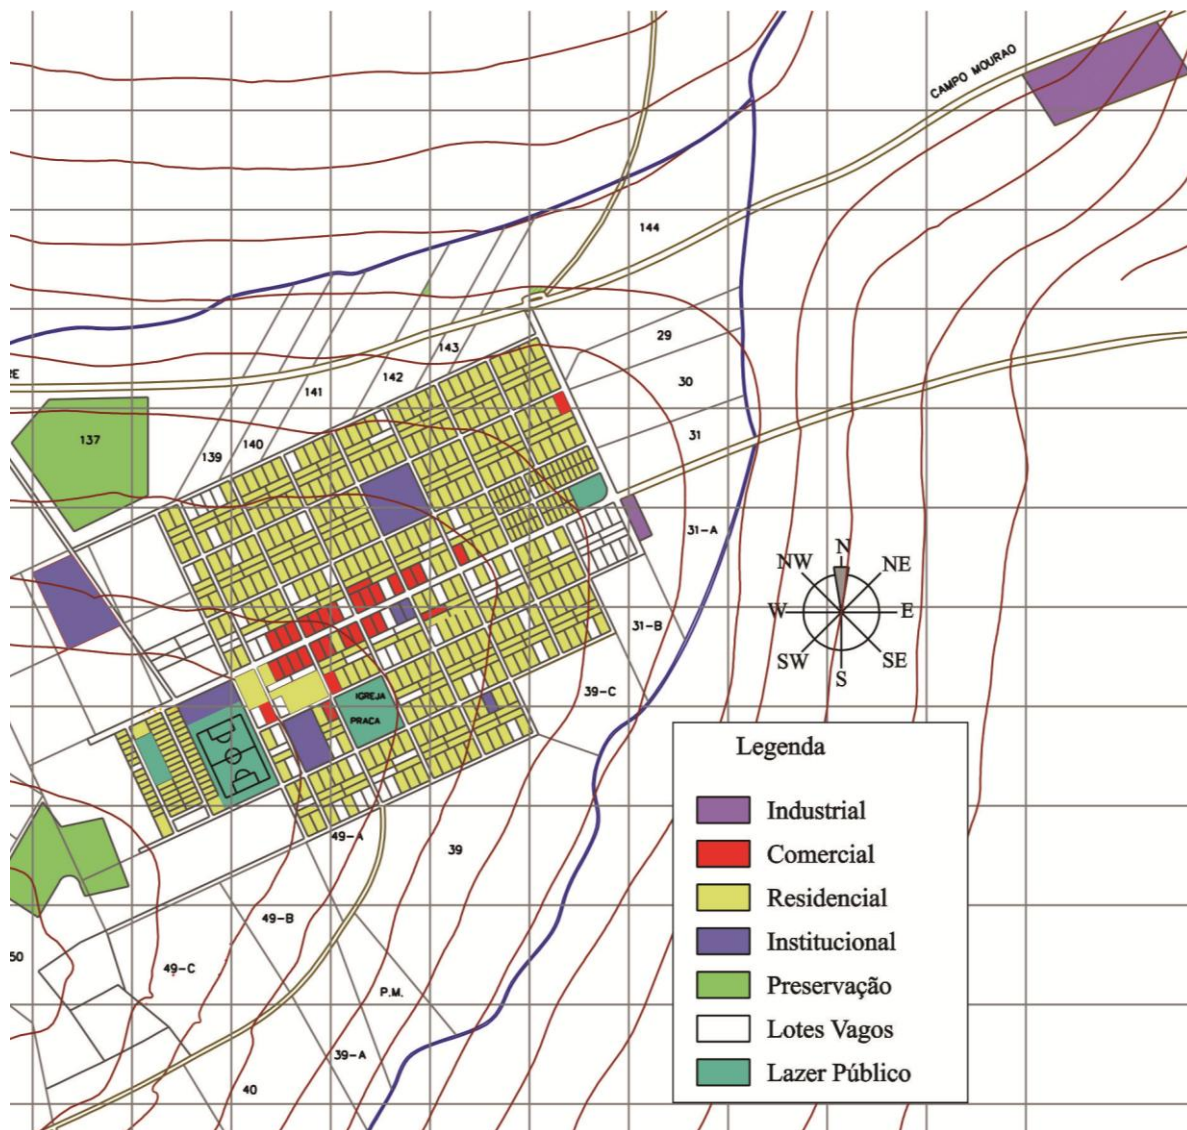 CAMPO MOURAO
144
29
143
RE
30
142
141
137
31
140
139
31-A
N
NW
NE
W
E
31-B
SW
SE
S
39-C
IGREJA
PRACA
Legenda
Industrial
Comercial
Residencial
Institucional
Preservação
Lotes Vagos
Lazer Público
49-A
39
49-B
50
49-C
P.M.
39-A
40